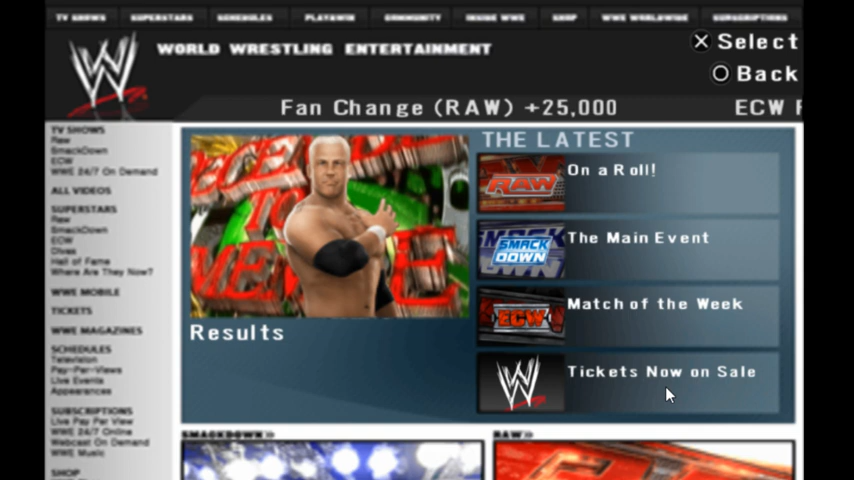 TV SHOWS SUPERSTARS SCHEDULES PLAY&WIN COMMUNITY INSIDE WWE SHOP WWE WORLDWIDE SUBSCRIPTIONS
WORLD WRESTLING ENTERTAINMENT
Select
Back
Fan Change (RAW) +25,000 ECW
TV SHOWS
Raw
SmackDown
ECW
WWE 24/7 On Demand
ALL VIDEOS
SUPERSTARS
Raw
SmackDown
ECW
Divas
Hall of Fame
Where Are They Now?
WWE MOBILE
TICKETS
WWE MAGAZINES
SCHEDULES
Television
Pay-Per-Views
Live Events
Appearances
SUBSCRIPTIONS
Live Pay Per View
WWE 24/7 Online
Webcast On Demand
WWE Music
SHOP
THE LATEST
RAW
On a Roll!
SMACK DOWN
The Main Event
ECW
Match of the Week
Tickets Now on Sale
Results
SMACKDOWN
RAW